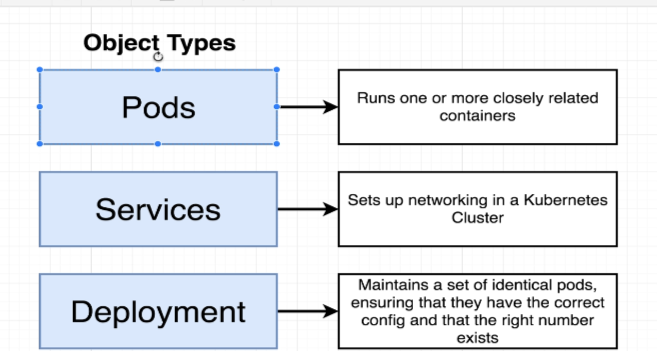 Object Types
Pods
Runs one or more closely related
containers
Services
Sets up networking in a Kubernetes
Cluster
Deployment
Maintains a set of identical pods,
ensuring that they have the correct
config and that the right number
exists